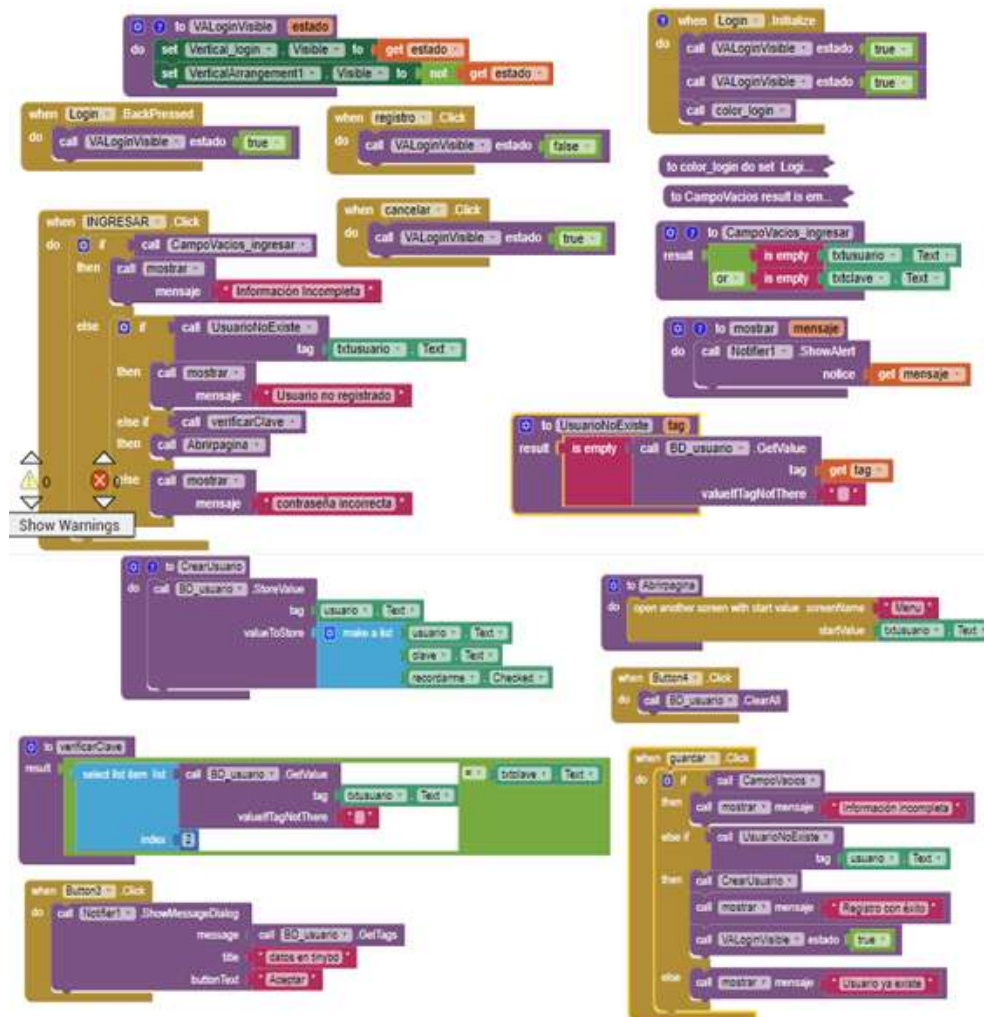 to VALoginVisible estado
do set Vertical_login . Visible to get estado
set VerticalArrangement1 . Visible to not get estado
when Login .Initialize
do call VALoginVisible estado true
call VALoginVisible estado true
call color_login
when Login .BackPressed
do call VALoginVisible estado true
when registro .Click
do call VALoginVisible estado false
to color_login do set Logi...
to CampoVacios result is em...
when INGRESAR .Click
do if call CampoVacios_ingresar
then call mostrar
mensaje " Información Incompleta "
else if call UsuarioNoExiste
tag txtusuario . Text
then call mostrar
mensaje " Usuario no registrado "
else if call verificarClave
then call Abrirpagina
else call mostrar
mensaje " contraseña incorrecta "
0 0
Show Warnings
when cancelar .Click
do call VALoginVisible estado true
to CampoVacios_ingresar
result is empty txtusuario . Text
or is empty txtclave . Text
to mostrar mensaje
do call Notifier1 .ShowAlert
notice get mensaje
to UsuarioNoExiste tag
result is empty call BD_usuario .GetValue
tag get tag
valueIfTagNotThere " "
to CrearUsuario
do call BD_usuario .StoreValue
tag usuario . Text
valueToStore make a list usuario . Text
clave . Text
recordarme . Checked
to Abrirpagina
do open another screen with start value screenName " Menu "
startValue txtusuario . Text
when Button4 .Click
do call BD_usuario .ClearAll
to verificarClave
result select list item list call BD_usuario .GetValue = txtclave . Text
tag txtusuario . Text
valueIfTagNotThere " "
index 2
when Button3 .Click
do call Notifier1 .ShowMessageDialog
message call BD_usuario .GetTags
title " datos en tinybd "
buttonText " Aceptar "
when guardar .Click
do if call CampoVacios
then call mostrar mensaje " Información incompleta "
else if call UsuarioNoExiste
tag usuario . Text
then call CrearUsuario
call mostrar mensaje " Registro con éxito "
call VALoginVisible estado true
else call mostrar mensaje " Usuario ya existe "